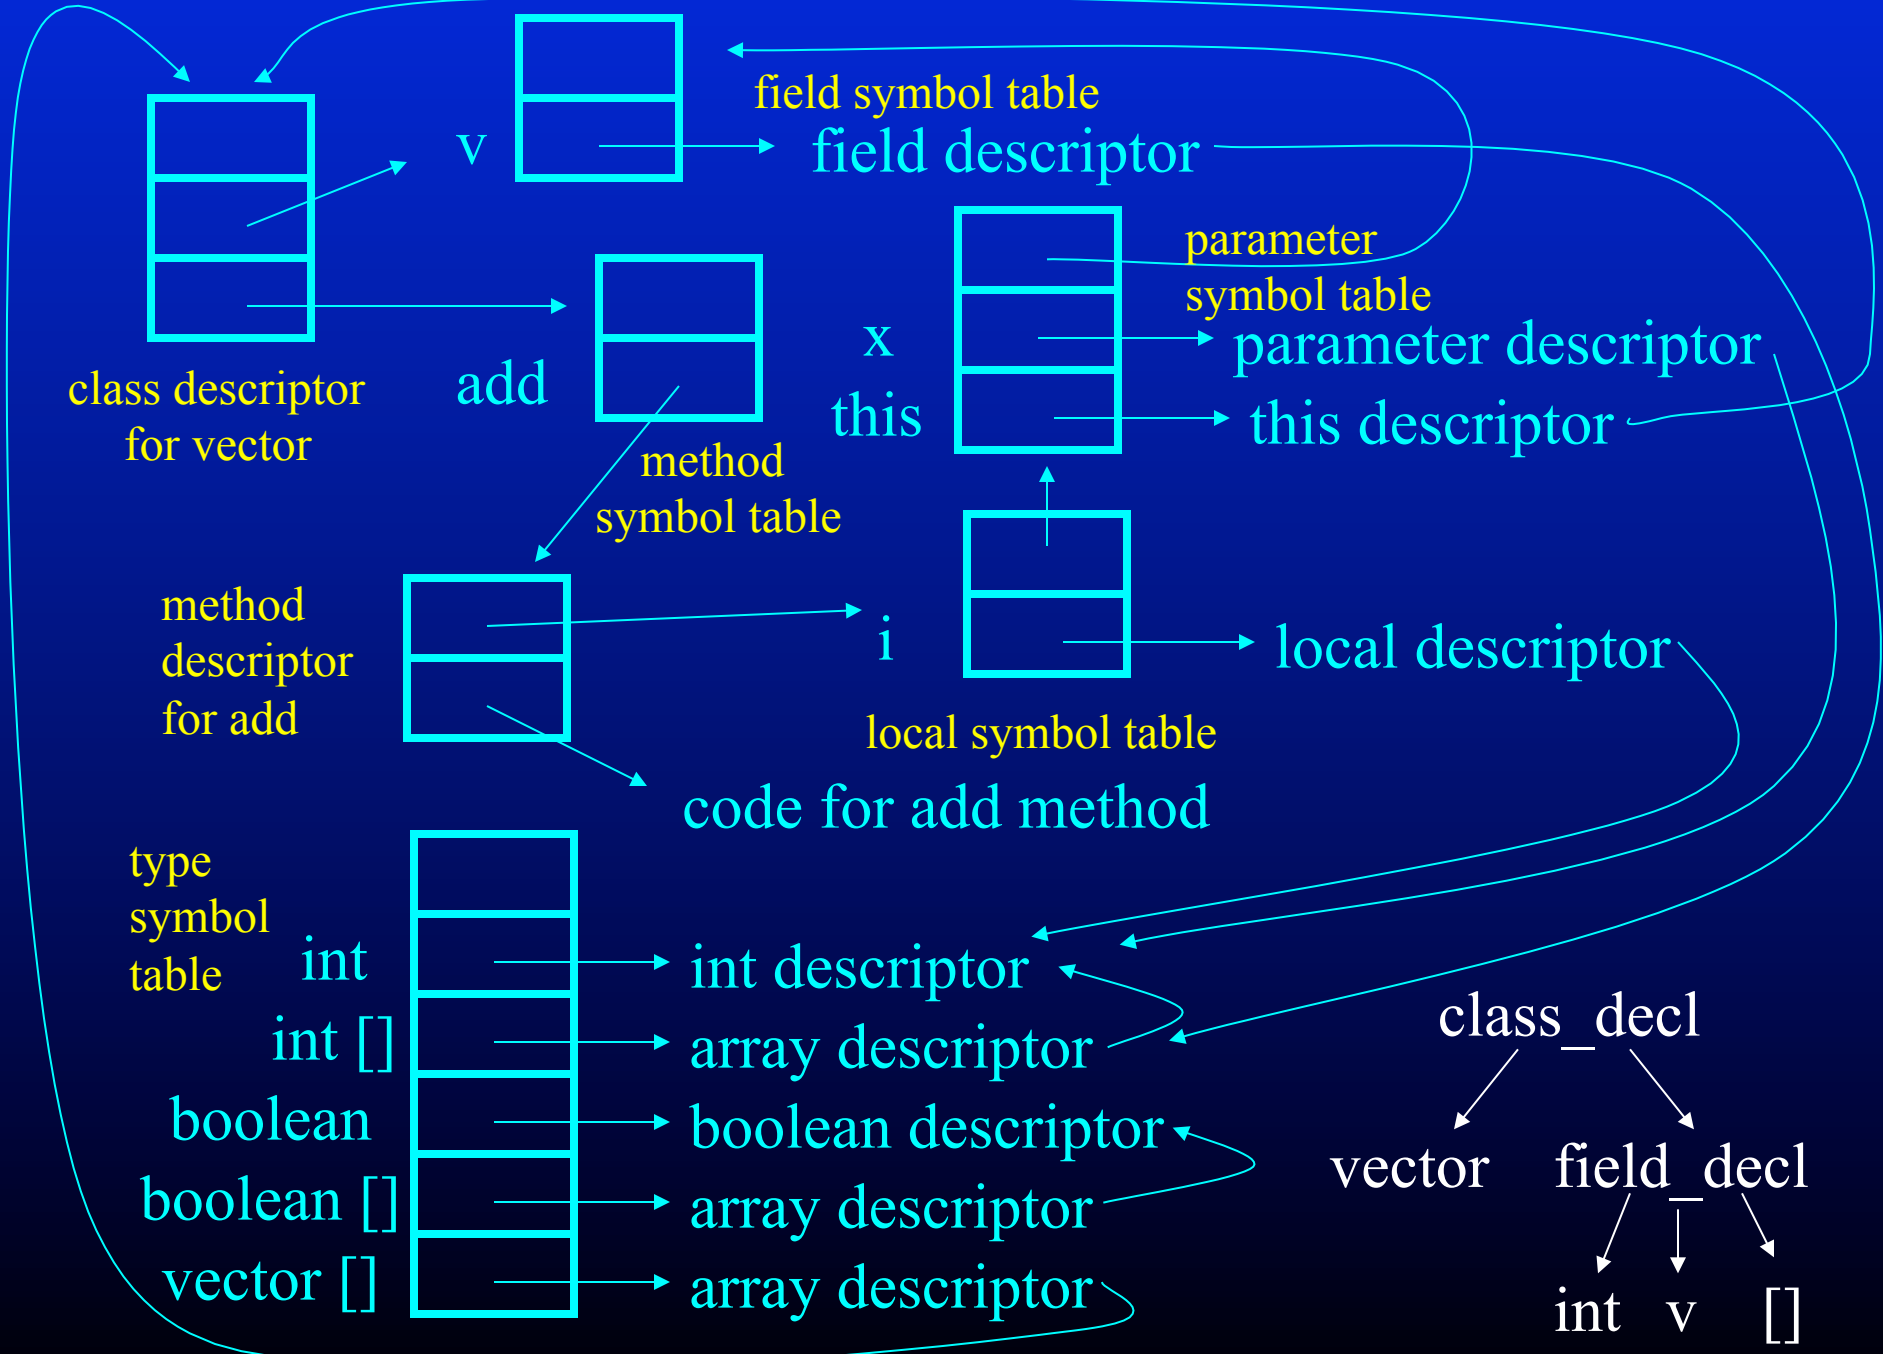 field symbol table
v
field descriptor
parameter
symbol table
x
parameter descriptor
class descriptor
for vector
add
this
this descriptor
method
symbol table
method
descriptor
for add
i
local descriptor
local symbol table
code for add method
type
symbol
table
int
int descriptor
int []
array descriptor
boolean
boolean descriptor
boolean []
array descriptor
vector []
array descriptor
class_decl
vector
field_decl
int
v
[]